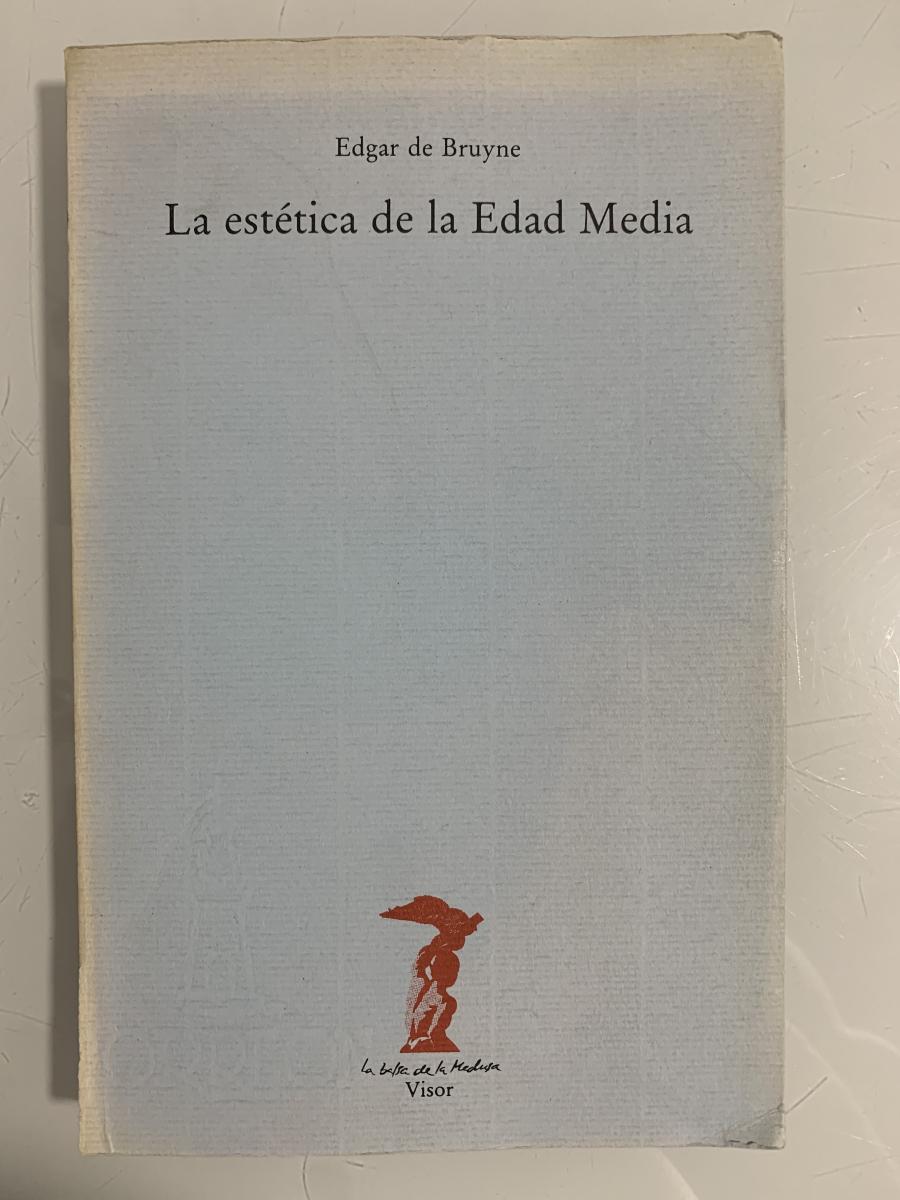 Edgar de Bruyne
La estética de la Edad Media
La balsa de la Medusa
Visor